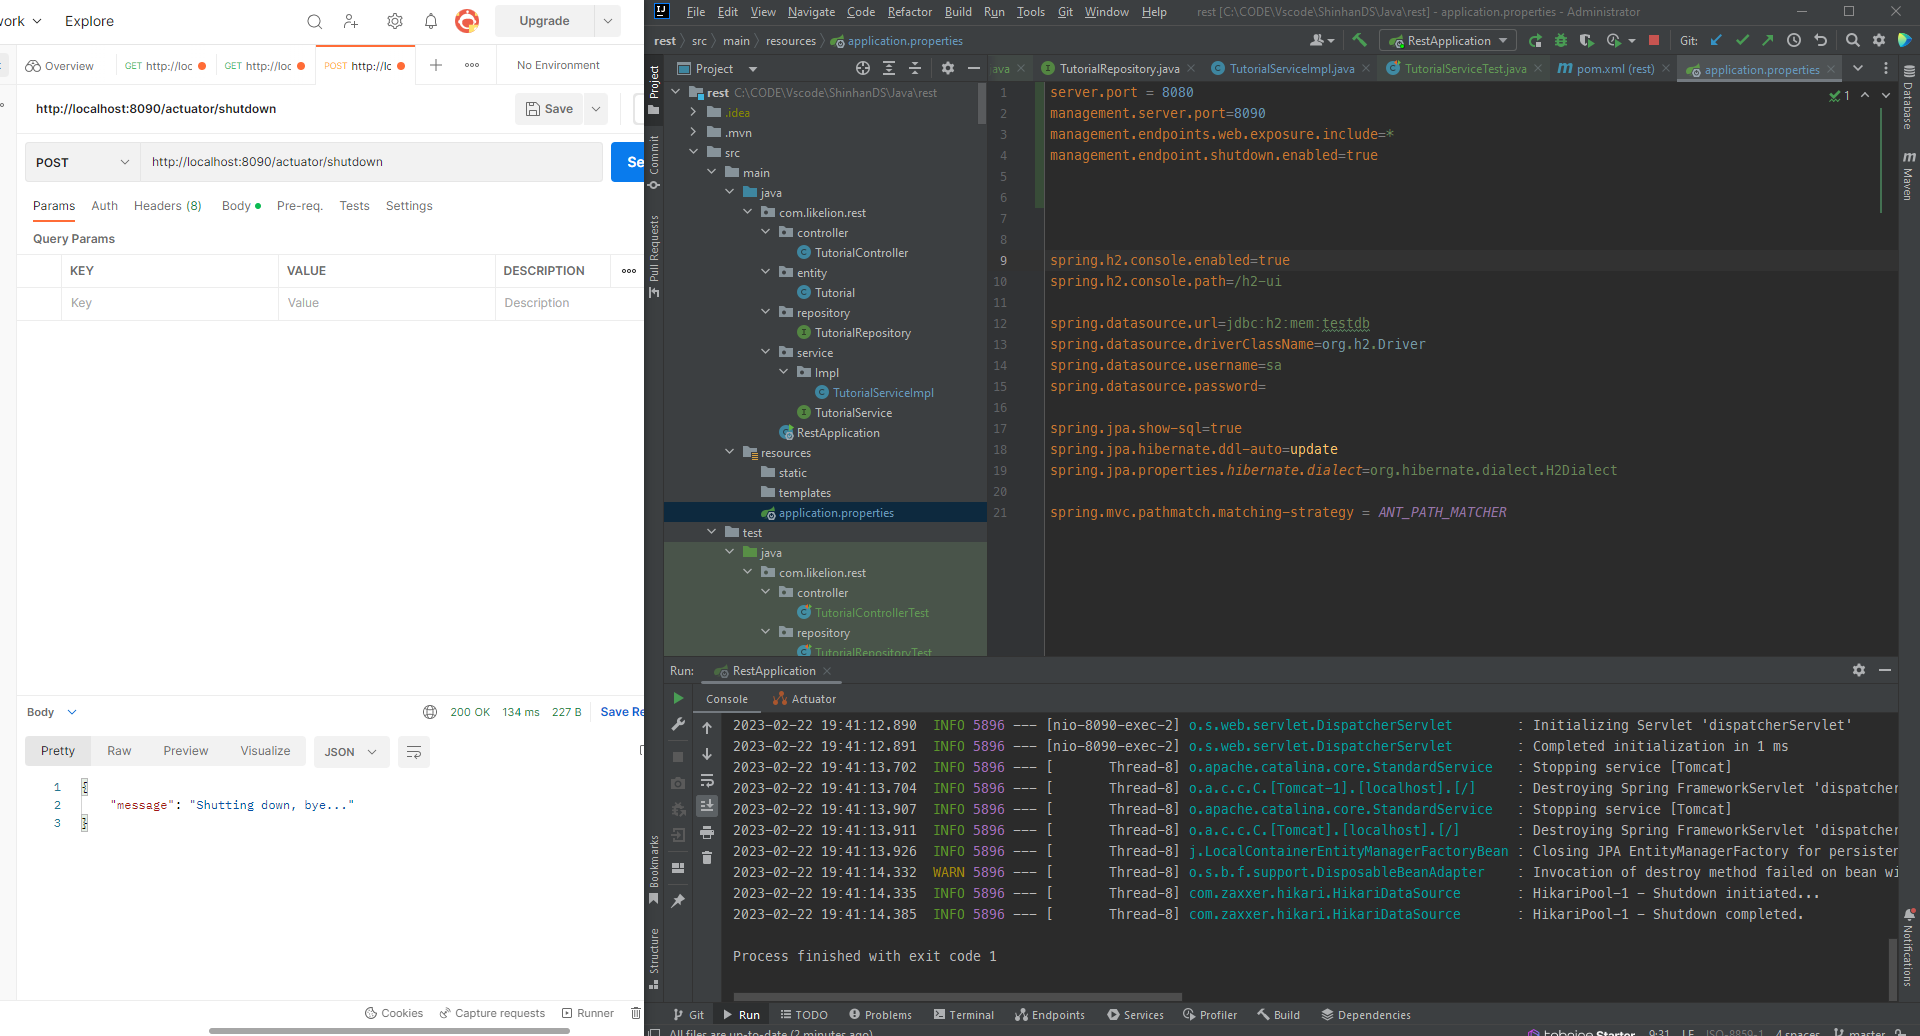 work Explore Upgrade
Overview GET http://loc GET http://loc POST http://lc No Environment
http://localhost:8090/actuator/shutdown Save
POST http://localhost:8090/actuator/shutdown Se
Params Auth Headers (8) Body Pre-req. Tests Settings
Query Params
KEY VALUE DESCRIPTION
Key Value Description
Body 200 OK 134 ms 227 B Save Re
Pretty Raw Preview Visualize JSON
1 {
2 "message": "Shutting down, bye..."
3 }
Cookies Capture requests Runner
File Edit View Navigate Code Refactor Build Run Tools Git Window Help rest [C:\CODE\Vscode\ShinhanDS\Java\rest] - application.properties - Administrator
rest src main resources application.properties RestApplication Git:
Project ava TutorialRepository.java TutorialServiceImpl.java TutorialServiceTest.java pom.xml (rest) application.properties
Project
Commit
Pull Requests
Bookmarks
Structure
rest C:\CODE\Vscode\ShinhanDS\Java\rest
.idea
.mvn
src
main
java
com.likelion.rest
controller
TutorialController
entity
Tutorial
repository
TutorialRepository
service
Impl
TutorialServiceImpl
TutorialService
RestApplication
resources
static
templates
application.properties
test
java
com.likelion.rest
controller
TutorialControllerTest
repository
TutorialRepositoryTest
1 server.port = 8080
2 management.server.port=8090
3 management.endpoints.web.exposure.include=*
4 management.endpoint.shutdown.enabled=true
5
6
7
8
9 spring.h2.console.enabled=true
10 spring.h2.console.path=/h2-ui
11
12 spring.datasource.url=jdbc:h2:mem:testdb
13 spring.datasource.driverClassName=org.h2.Driver
14 spring.datasource.username=sa
15 spring.datasource.password=
16
17 spring.jpa.show-sql=true
18 spring.jpa.hibernate.ddl-auto=update
19 spring.jpa.properties.hibernate.dialect=org.hibernate.dialect.H2Dialect
20
21 spring.mvc.pathmatch.matching-strategy = ANT_PATH_MATCHER
1
Database
Maven
Notifications
Run: RestApplication
Console Actuator
2023-02-22 19:41:12.890 INFO 5896 --- [nio-8090-exec-2] o.s.web.servlet.DispatcherServlet : Initializing Servlet 'dispatcherServlet'
2023-02-22 19:41:12.891 INFO 5896 --- [nio-8090-exec-2] o.s.web.servlet.DispatcherServlet : Completed initialization in 1 ms
2023-02-22 19:41:13.702 INFO 5896 --- [ Thread-8] o.apache.catalina.core.StandardService : Stopping service [Tomcat]
2023-02-22 19:41:13.704 INFO 5896 --- [ Thread-8] o.a.c.c.C.[Tomcat-1].[localhost].[/] : Destroying Spring FrameworkServlet 'dispatcher
2023-02-22 19:41:13.907 INFO 5896 --- [ Thread-8] o.apache.catalina.core.StandardService : Stopping service [Tomcat]
2023-02-22 19:41:13.911 INFO 5896 --- [ Thread-8] o.a.c.c.C.[Tomcat].[localhost].[/] : Destroying Spring FrameworkServlet 'dispatcher
2023-02-22 19:41:13.926 INFO 5896 --- [ Thread-8] j.LocalContainerEntityManagerFactoryBean : Closing JPA EntityManagerFactory for persisten
2023-02-22 19:41:14.332 WARN 5896 --- [ Thread-8] o.s.b.f.support.DisposableBeanAdapter : Invocation of destroy method failed on bean wi
2023-02-22 19:41:14.335 INFO 5896 --- [ Thread-8] com.zaxxer.hikari.HikariDataSource : HikariPool-1 - Shutdown initiated...
2023-02-22 19:41:14.385 INFO 5896 --- [ Thread-8] com.zaxxer.hikari.HikariDataSource : HikariPool-1 - Shutdown completed.
Process finished with exit code 1
Git Run TODO Problems Terminal Endpoints Services Profiler Build Dependencies
All files are up-to-date (2 minutes ago) tabnine Starter 9:31 LF ISO-8859-1 4 spaces master